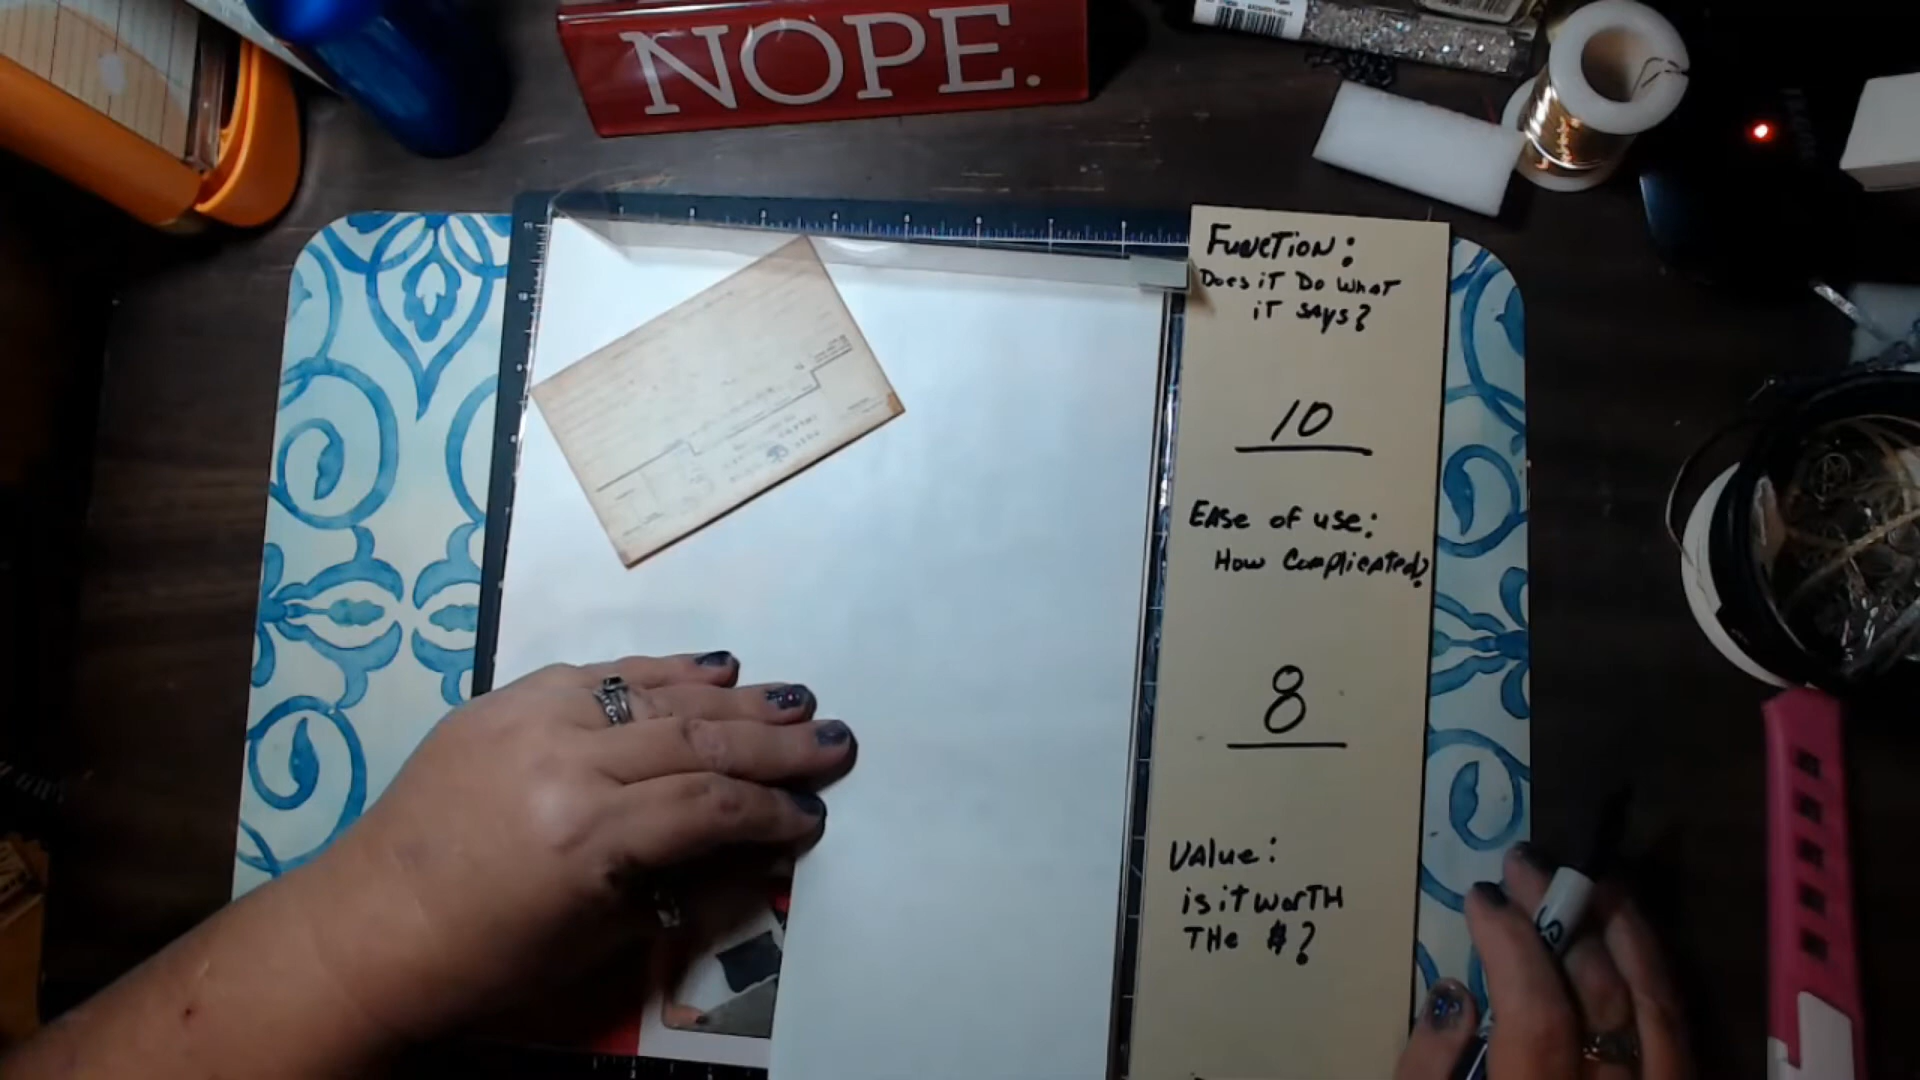 NOPE.
Function:
Does iT Do WhaT
iT SAys?
10
EAse of use:
How ComplicaTed?
8
VAlue:
is it worTH
THe $?